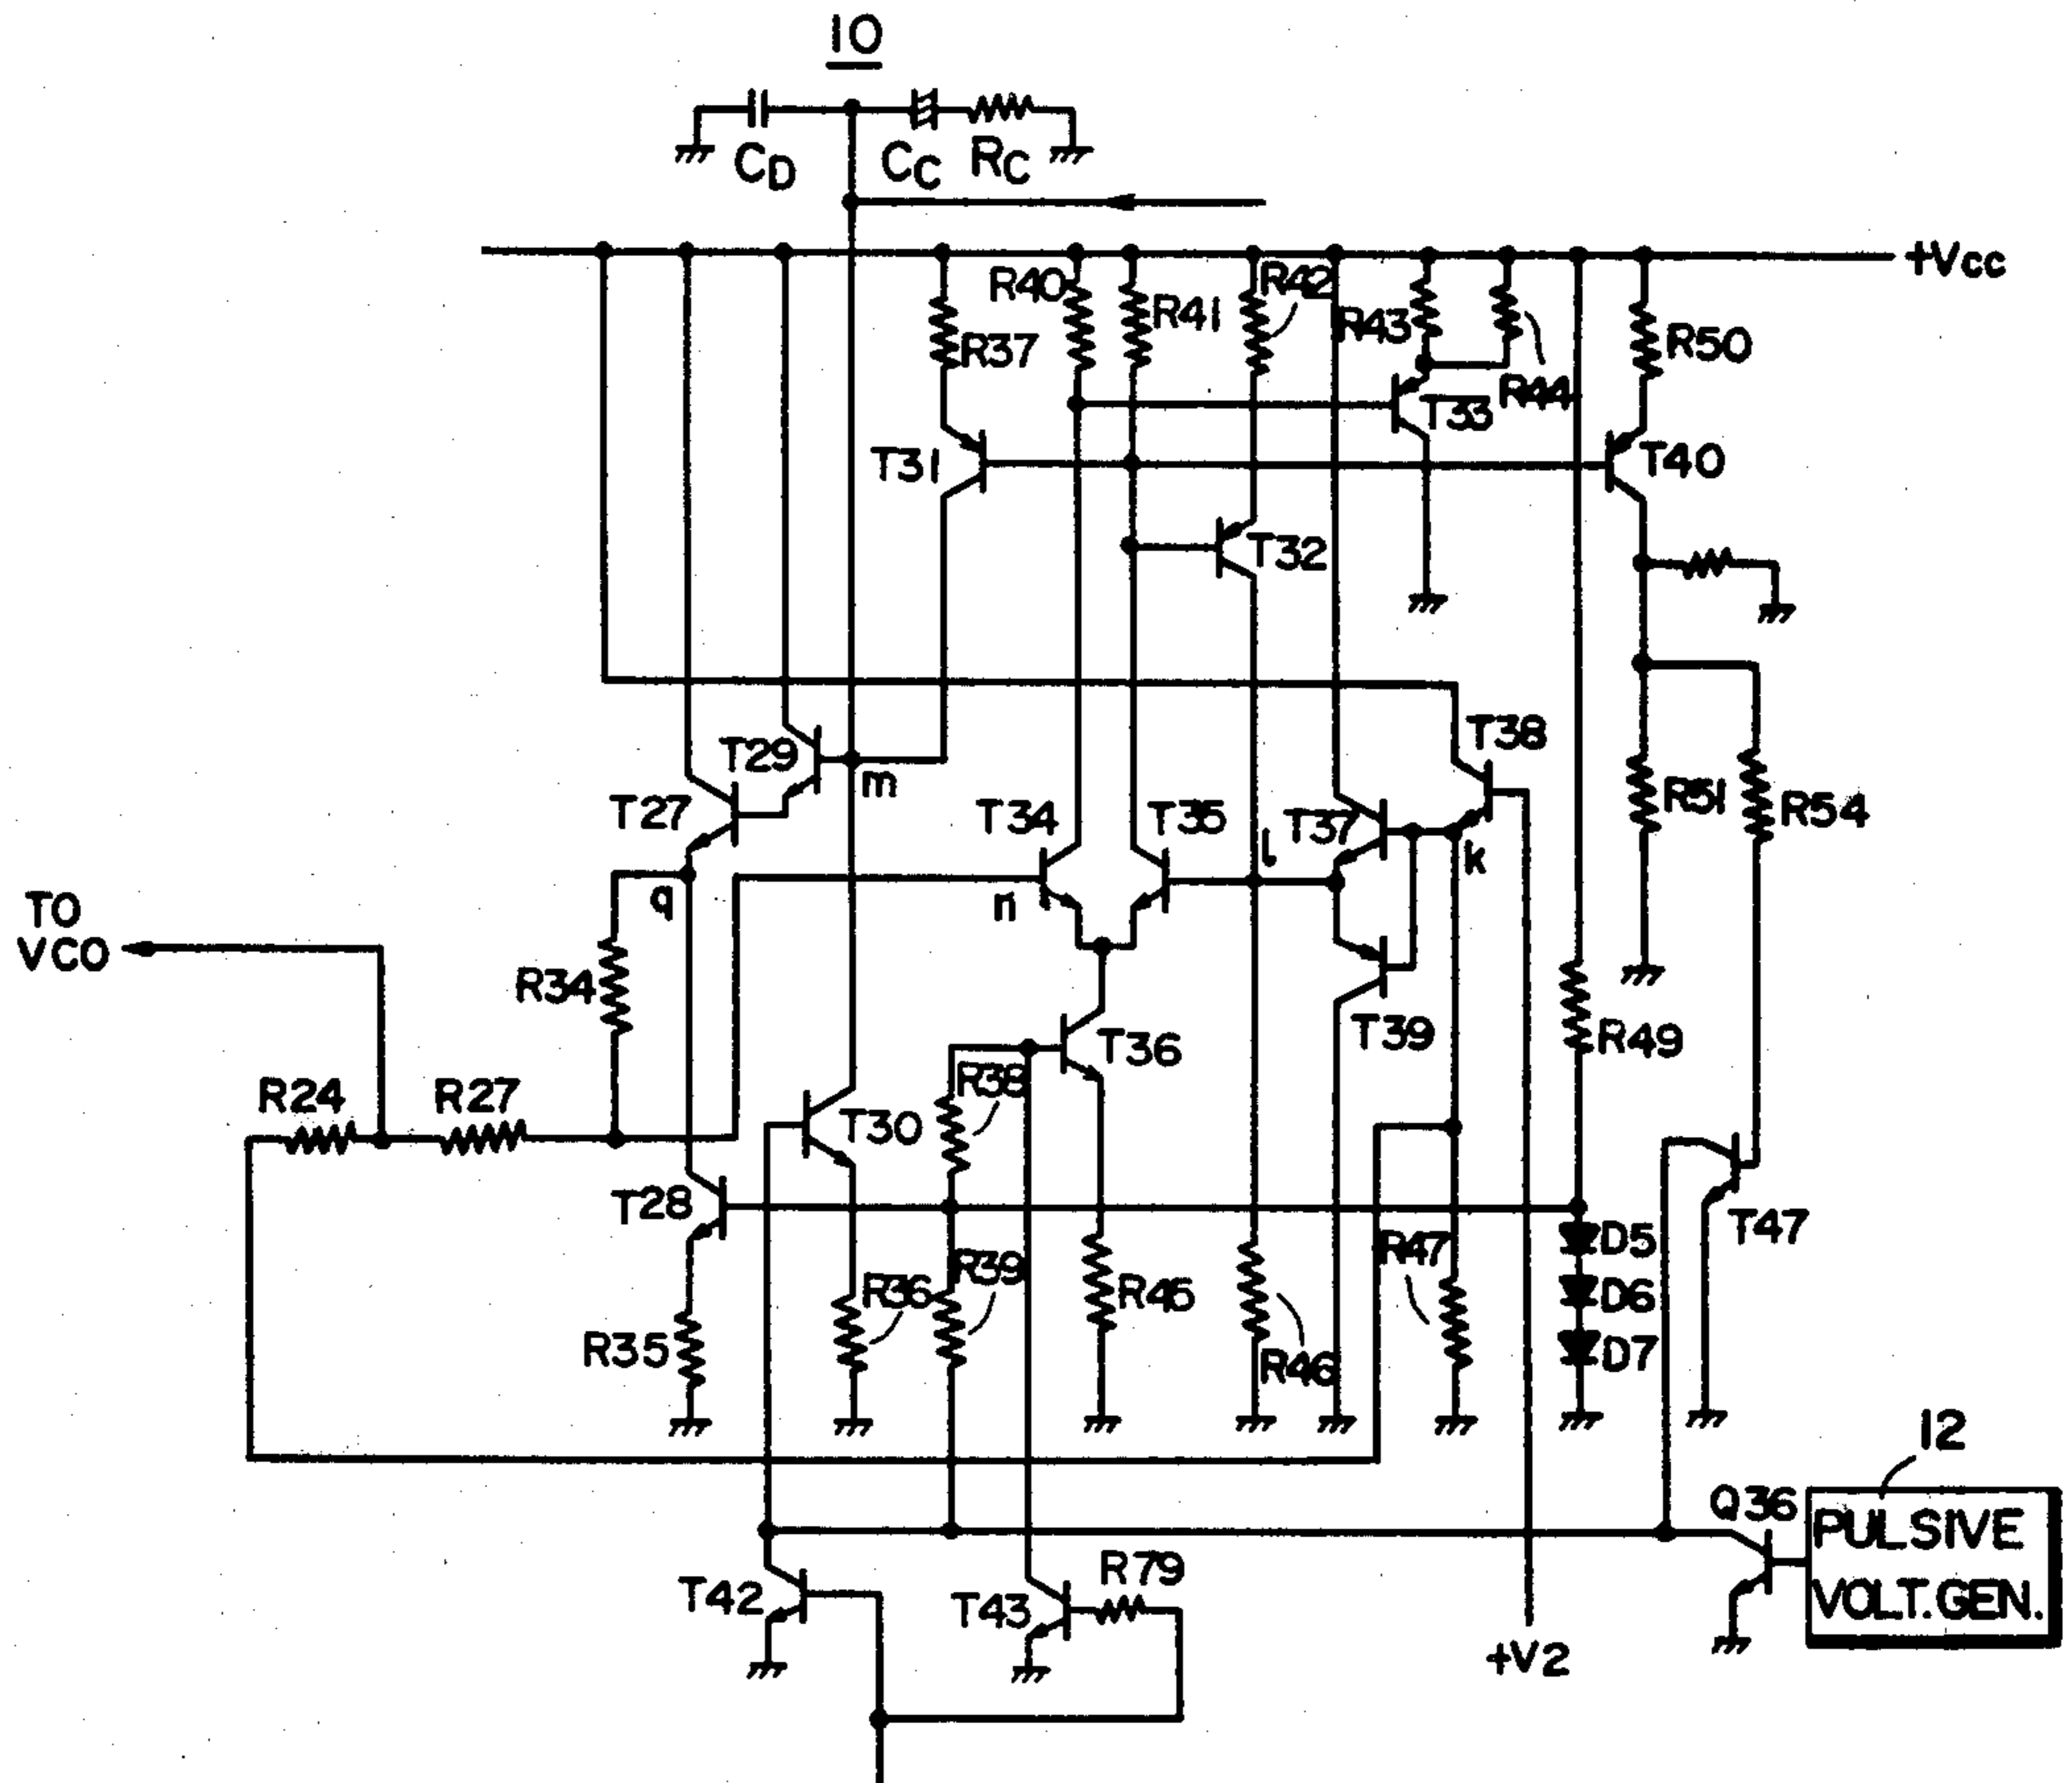 10
CD
CC
RC
+Vcc
R40
R41
R42
R43
R44
R50
R37
T33
T31
T40
T32
T38
T29
m
T27
T34
T35
l
T37
k
R51
R54
q
n
TO
VCO
R34
T36
T39
R49
R24
R27
R38
T30
T28
T47
R36
R39
R45
R47
D5
D6
D7
R35
R46
12
Q36
PULSIVE
VOLT. GEN.
T42
T43
R79
+V2